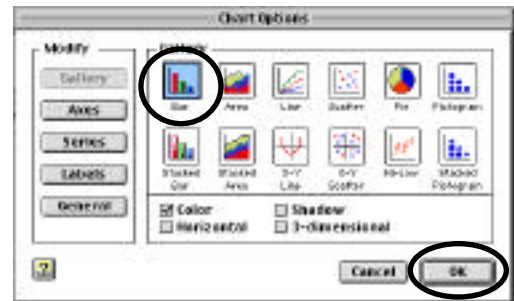 Chart Options
Modify
Gallery
Gallery
Axes
Series
Labels
General
Bar Area Line Scatter Pie Pictogram
Stacked Bar Stacked Area X-Y Line X-Y Scatter Hi-Low Stacked Pictogram
Color Shadow
Horizontal 3-dimensional
?
Cancel OK